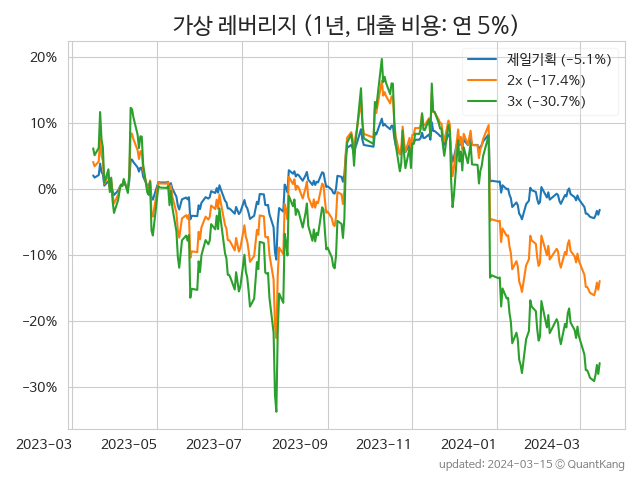 가상 레버리지 (1년, 대출 비용: 연 5%)
20%
10%
0%
−10%
−20%
−30%
제일기획 (−5.1%)
2x (−17.4%)
3x (−30.7%)
2023-03
2023-05
2023-07
2023-09
2023-11
2024-01
2024-03
updated: 2024-03-15 © QuantKang